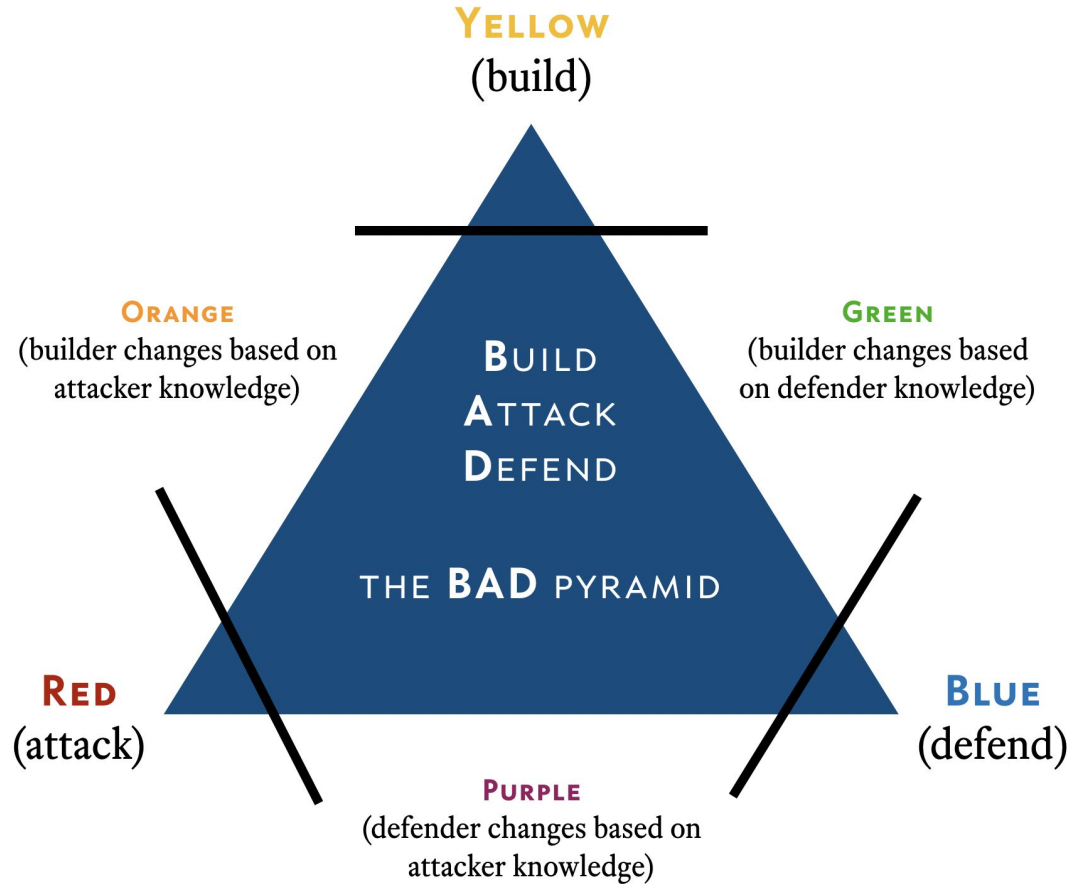 YELLOW
(build)
ORANGE
(builder changes based on
attacker knowledge)
GREEN
(builder changes based
on defender knowledge)
BUILD
ATTACK
DEFEND
THE BAD PYRAMID
RED
(attack)
BLUE
(defend)
PURPLE
(defender changes based on
attacker knowledge)